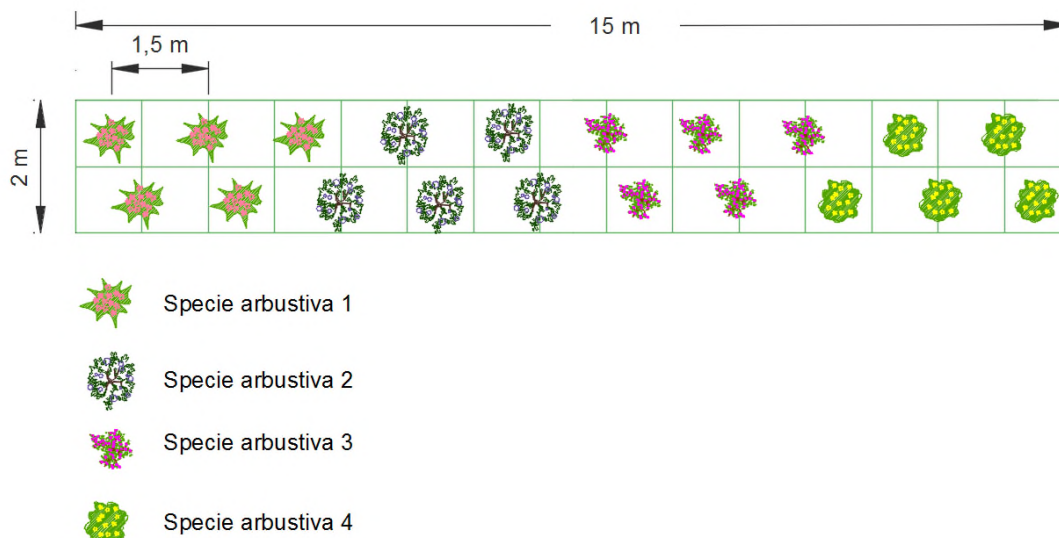 15 m
1,5 m
2 m
Specie arbustiva 1
Specie arbustiva 2
Specie arbustiva 3
Specie arbustiva 4